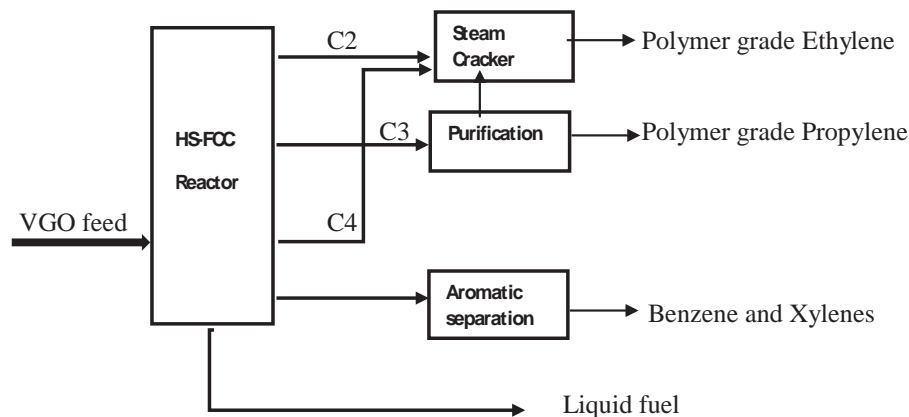 C2
Steam
Cracker
Polymer grade Ethylene
HS-FCC
Reactor
C3
Purification
Polymer grade Propylene
VGO feed
C4
Aromatic
separation
Benzene and Xylenes
Liquid fuel